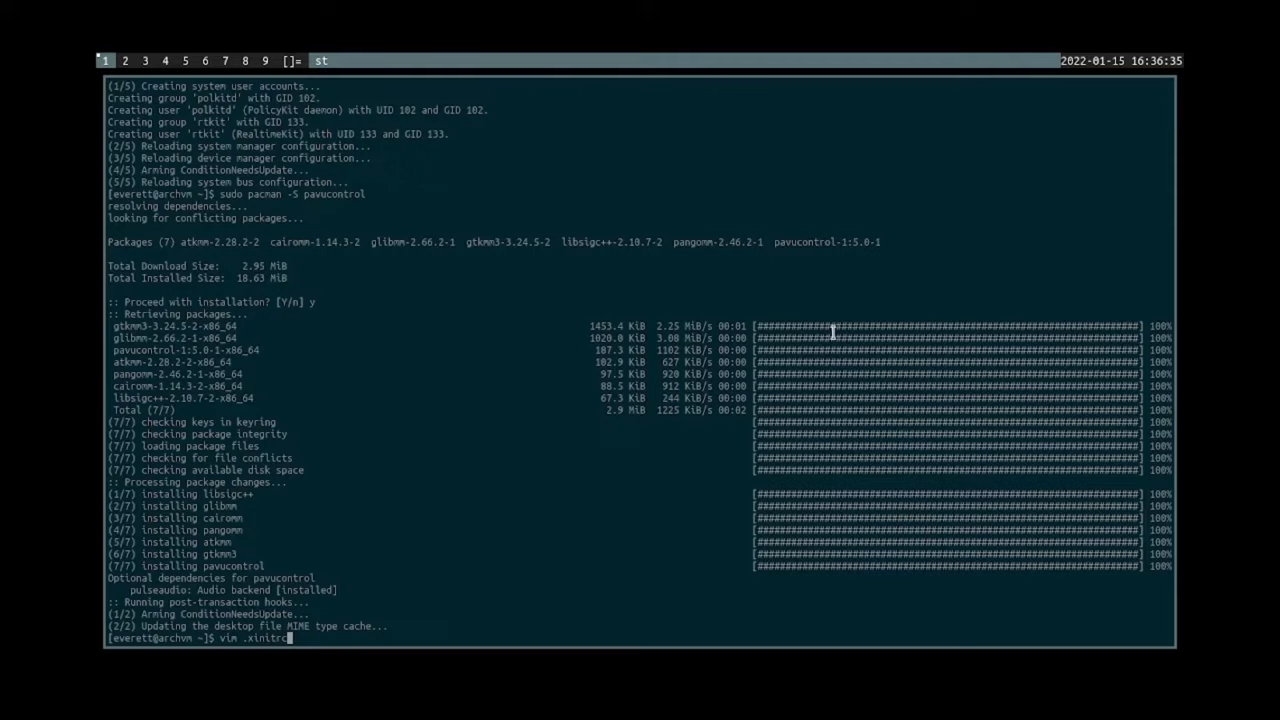 1 2 3 4 5 6 7 8 9 []= st 2022-01-15 16:36:35
(1/5) Creating system user accounts...
Creating group 'polkitd' with GID 102.
Creating user 'polkitd' (PolicyKit daemon) with UID 102 and GID 102.
Creating group 'rtkit' with GID 133.
Creating user 'rtkit' (RealtimeKit) with UID 133 and GID 133.
(2/5) Reloading system manager configuration...
(3/5) Reloading device manager configuration...
(4/5) Arming ConditionNeedsUpdate...
(5/5) Reloading system bus configuration...
[everett@archvm ~]$ sudo pacman -S pavucontrol
resolving dependencies...
looking for conflicting packages...
Packages (7) atkmm-2.28.2-2 cairomm-1.14.3-2 glibmm-2.66.2-1 gtkmm3-3.24.5-2 libsigc++-2.10.7-2 pangomm-2.46.2-1 pavucontrol-1:5.0-1
Total Download Size: 2.95 MiB
Total Installed Size: 18.63 MiB
:: Proceed with installation? [Y/n] y
:: Retrieving packages...
gtkmm3-3.24.5-2-x86_64 1453.4 KiB 2.25 MiB/s 00:01 [####################################################################] 100%
glibmm-2.66.2-1-x86_64 1020.0 KiB 3.08 MiB/s 00:00 [####################################################################] 100%
pavucontrol-1:5.0-1-x86_64 187.3 KiB 1102 KiB/s 00:00 [####################################################################] 100%
atkmm-2.28.2-2-x86_64 102.9 KiB 627 KiB/s 00:00 [####################################################################] 100%
pangomm-2.46.2-1-x86_64 97.5 KiB 920 KiB/s 00:00 [####################################################################] 100%
cairomm-1.14.3-2-x86_64 88.5 KiB 912 KiB/s 00:00 [####################################################################] 100%
libsigc++-2.10.7-2-x86_64 67.3 KiB 244 KiB/s 00:00 [####################################################################] 100%
Total (7/7) 2.9 MiB 1225 KiB/s 00:02 [####################################################################] 100%
(7/7) checking keys in keyring [####################################################################] 100%
(7/7) checking package integrity [####################################################################] 100%
(7/7) loading package files [####################################################################] 100%
(7/7) checking for file conflicts [####################################################################] 100%
(7/7) checking available disk space [####################################################################] 100%
:: Processing package changes...
(1/7) installing libsigc++ [####################################################################] 100%
(2/7) installing glibmm [####################################################################] 100%
(3/7) installing cairomm [####################################################################] 100%
(4/7) installing pangomm [####################################################################] 100%
(5/7) installing atkmm [####################################################################] 100%
(6/7) installing gtkmm3 [####################################################################] 100%
(7/7) installing pavucontrol [####################################################################] 100%
Optional dependencies for pavucontrol
pulseaudio: Audio backend [installed]
:: Running post-transaction hooks...
(1/2) Arming ConditionNeedsUpdate...
(2/2) Updating the desktop file MIME type cache...
[everett@archvm ~]$ vim .xinitrc